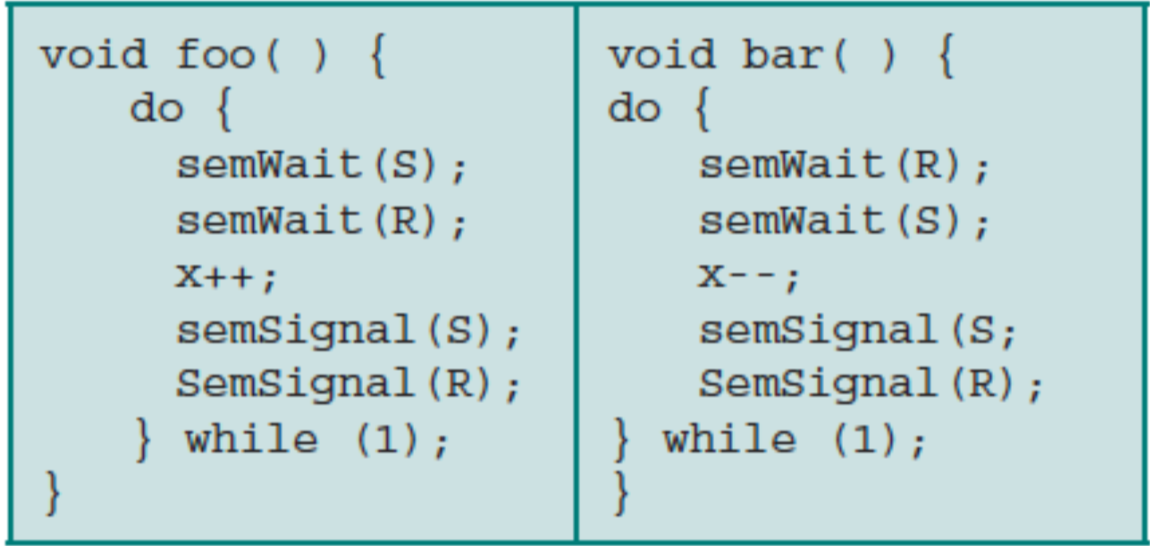 void foo( ) {
do {
semWait(S);
semWait(R);
x++;
semSignal(S);
SemSignal(R);
} while (1);
}
void bar( ) {
do {
semWait(R);
semWait(S);
x--;
semSignal(S;
SemSignal(R);
} while (1);
}